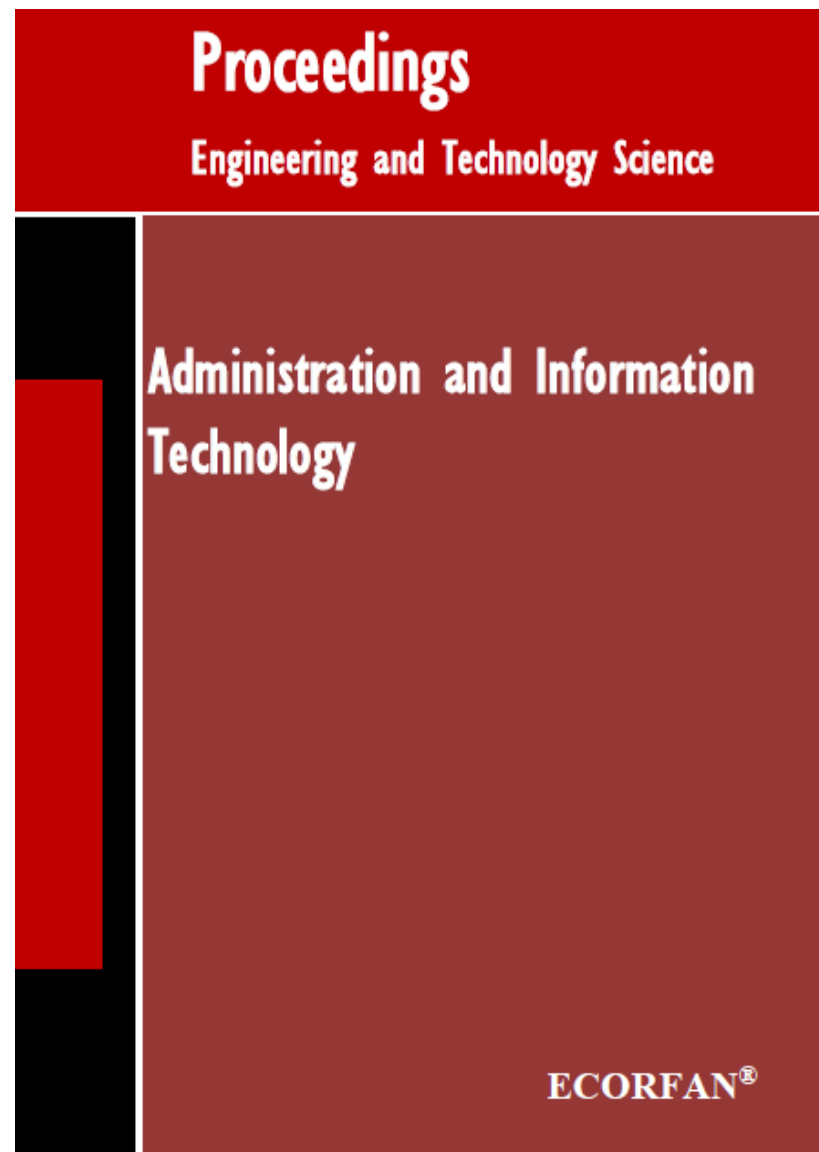 Proceedings
Engineering and Technology Science
Administration and Information
Technology
ECORFAN®